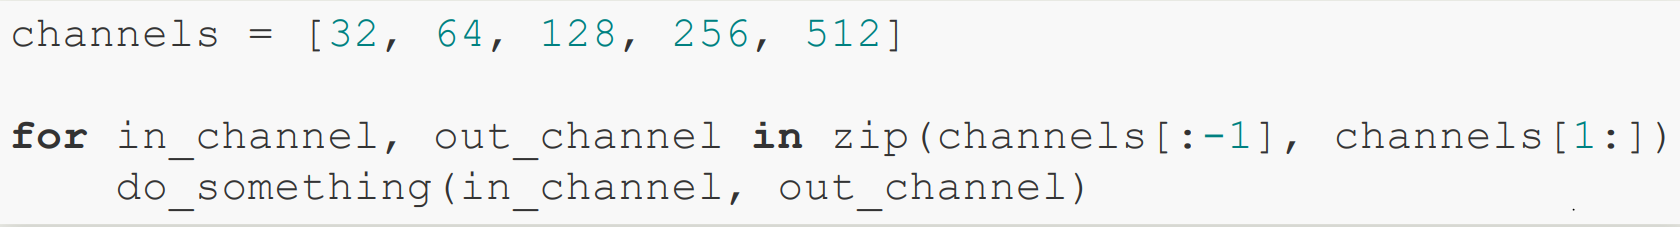 channels = [32, 64, 128, 256, 512]
for in_channel, out_channel in zip(channels[:-1], channels[1:])
    do_something(in_channel, out_channel)